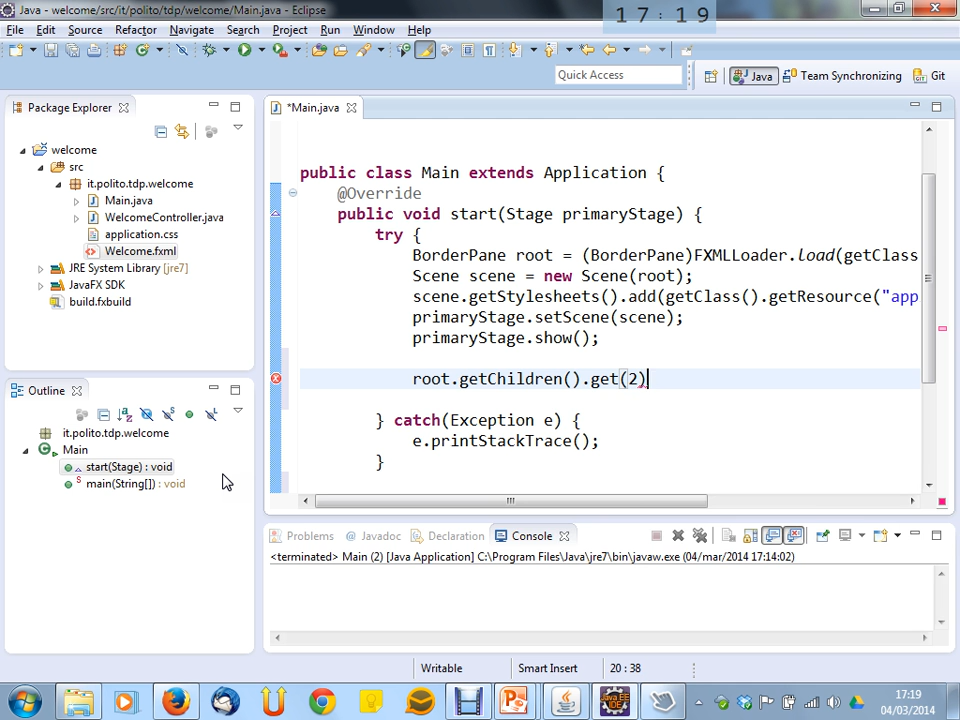 Java - welcome/src/it/polito/tdp/welcome/Main.java - Eclipse
17:19
File Edit Source Refactor Navigate Search Project Run Window Help
Quick Access
Java
Team Synchronizing
Git
Package Explorer
welcome
src
it.polito.tdp.welcome
Main.java
WelcomeController.java
application.css
Welcome.fxml
JRE System Library [jre7]
JavaFX SDK
build.fxbuild
Outline
it.polito.tdp.welcome
Main
start(Stage) : void
main(String[]) : void
*Main.java
public class Main extends Application {
@Override
public void start(Stage primaryStage) {
try {
BorderPane root = (BorderPane)FXMLLoader.load(getClass
Scene scene = new Scene(root);
scene.getStylesheets().add(getClass().getResource("app
primaryStage.setScene(scene);
primaryStage.show();
root.getChildren().get(2)
} catch(Exception e) {
e.printStackTrace();
}
Problems Javadoc Declaration Console
<terminated> Main (2) [Java Application] C:\Program Files\Java\jre7\bin\javaw.exe (04/mar/2014 17:14:02)
Writable
Smart Insert
20 : 38
17:19
04/03/2014